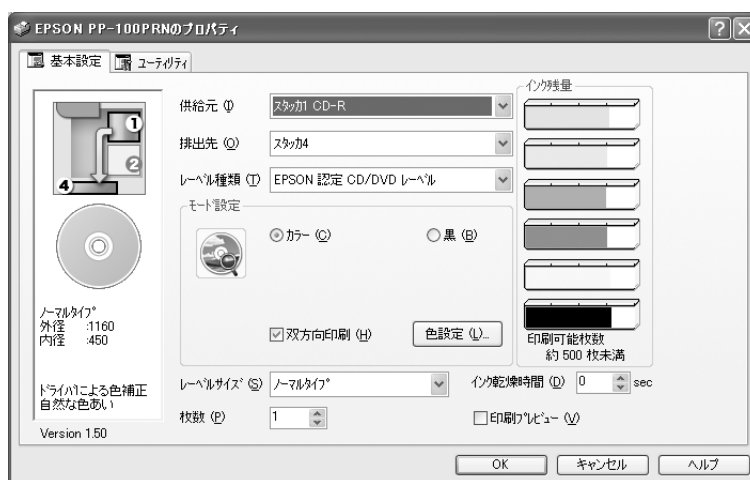 EPSON PP-100PRNのプロパティ
基本設定 ユーティリティ
供給元 (I) スタッカ1 CD-R
排出先 (O) スタッカ4
レーベル種類 (T) EPSON 認定 CD/DVD レーベル
モード設定
カラー (C) 黒 (B)
双方向印刷 (H) 色設定 (L)...
インク残量
印刷可能枚数
約 500 枚未満
1
2
4
ノーマルタイプ
外径 :1160
内径 :450
ドライバによる色補正
自然な色あい
レーベルサイズ (S) ノーマルタイプ インク乾燥時間 (D) 0 sec
枚数 (P) 1 印刷プレビュー (V)
Version 1.50
OK キャンセル ヘルプ